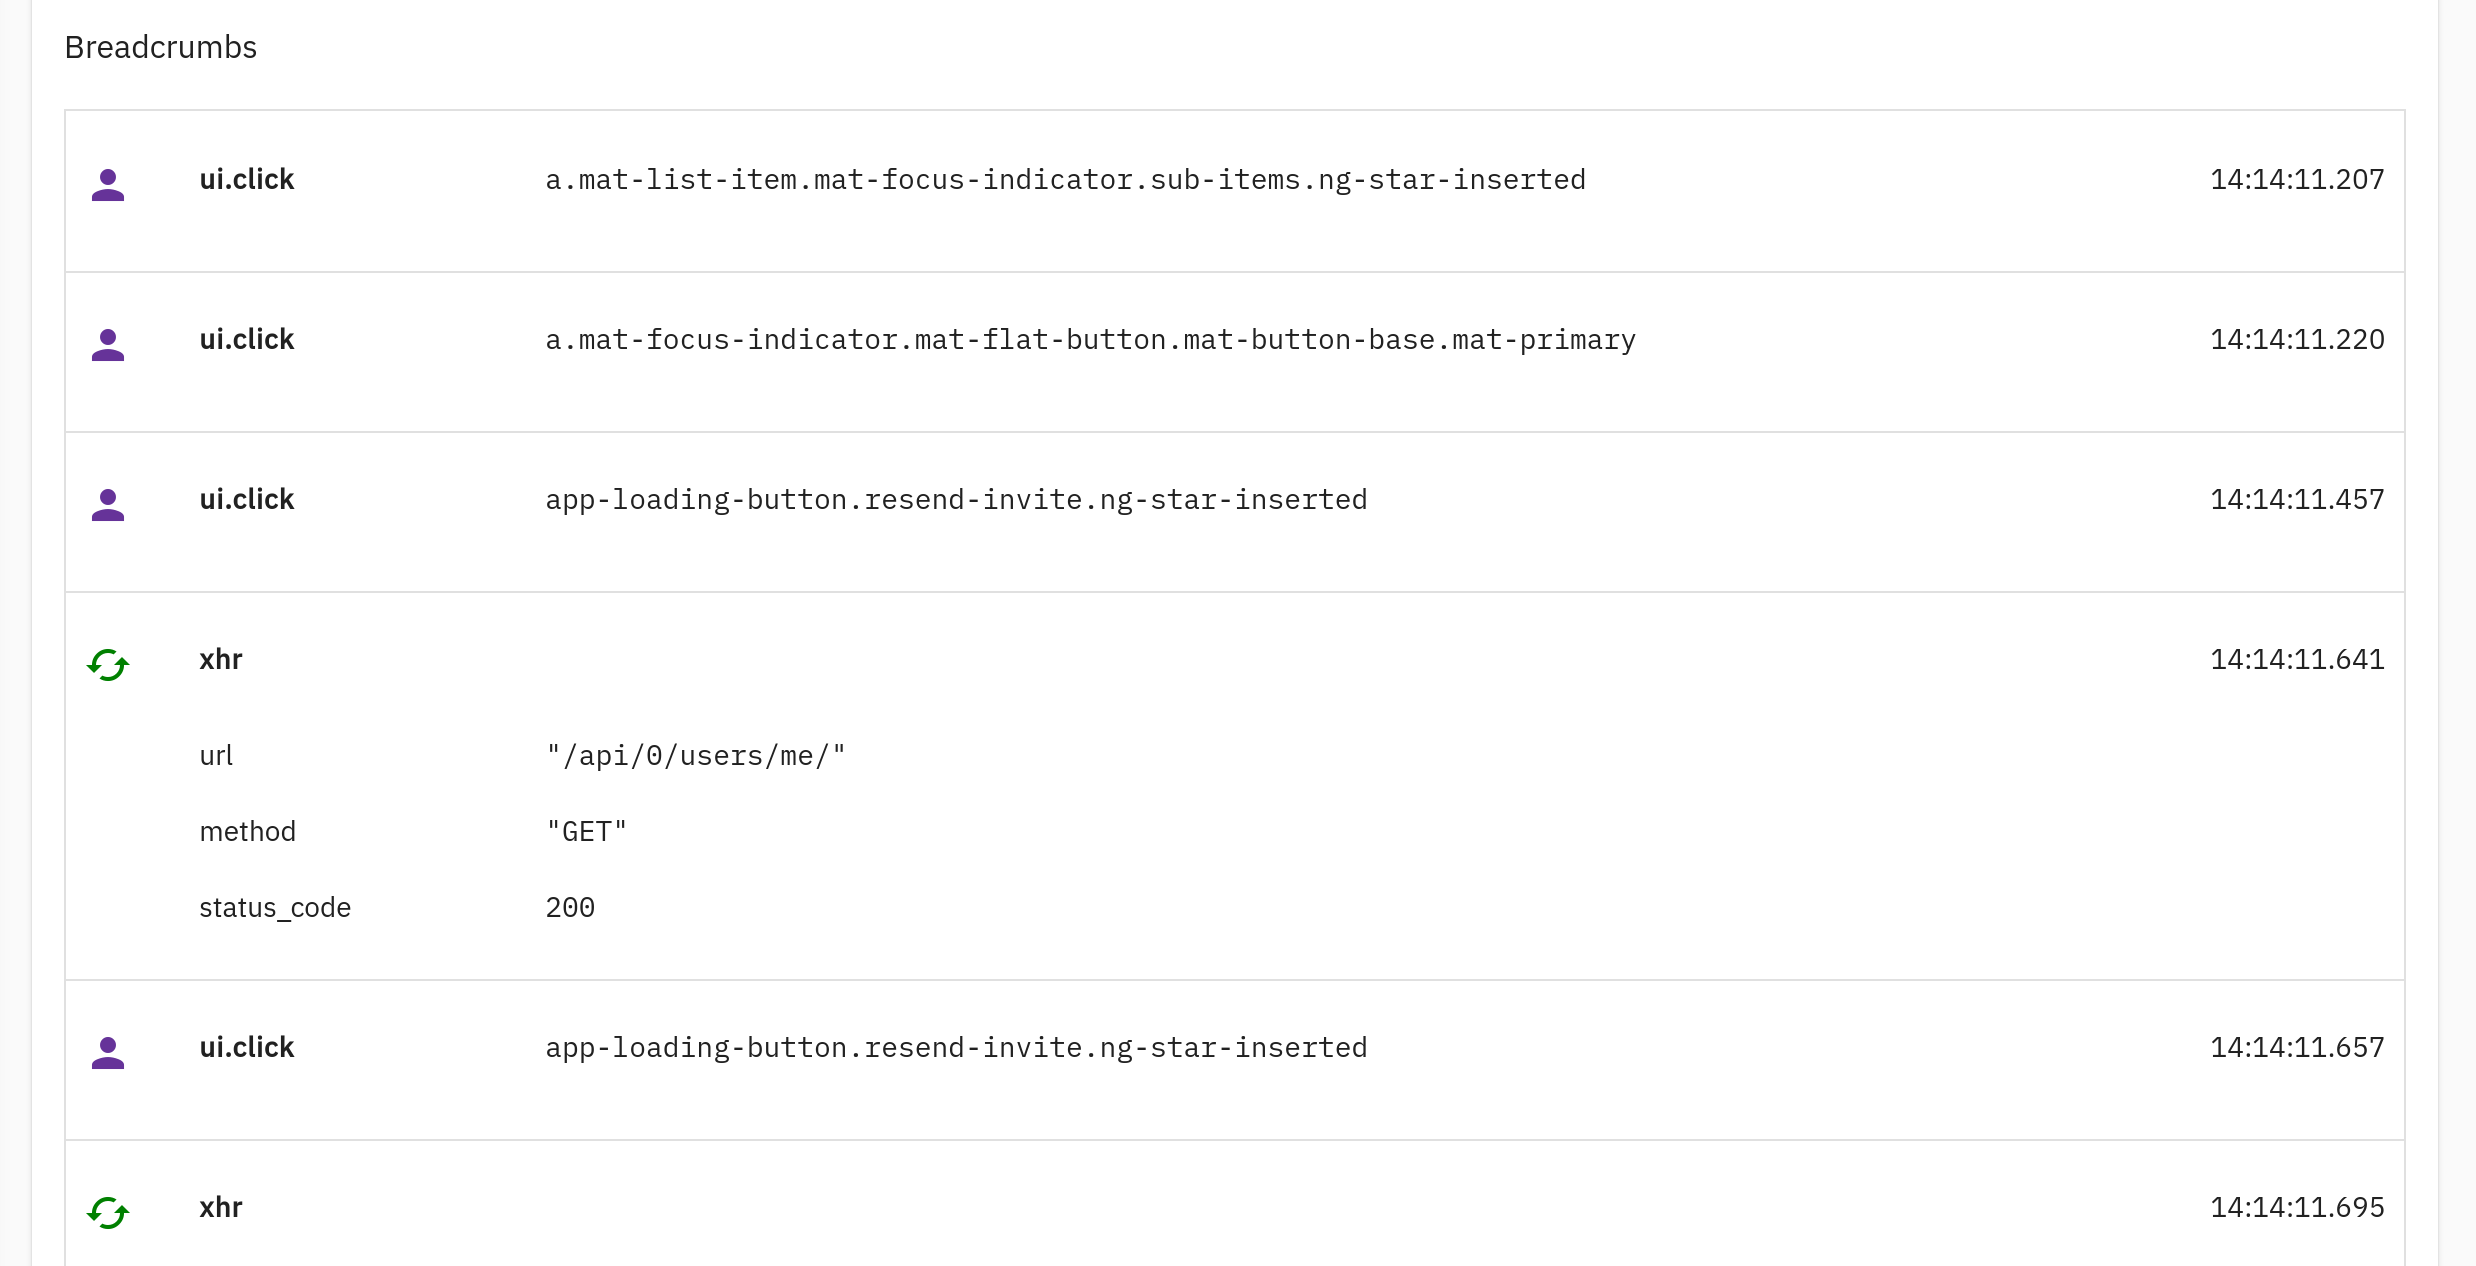 Breadcrumbs
ui.click a.mat-list-item.mat-focus-indicator.sub-items.ng-star-inserted 14:14:11.207
ui.click a.mat-focus-indicator.mat-flat-button.mat-button-base.mat-primary 14:14:11.220
ui.click app-loading-button.resend-invite.ng-star-inserted 14:14:11.457
xhr 14:14:11.641
url "/api/0/users/me/"
method "GET"
status_code 200
ui.click app-loading-button.resend-invite.ng-star-inserted 14:14:11.657
xhr 14:14:11.695